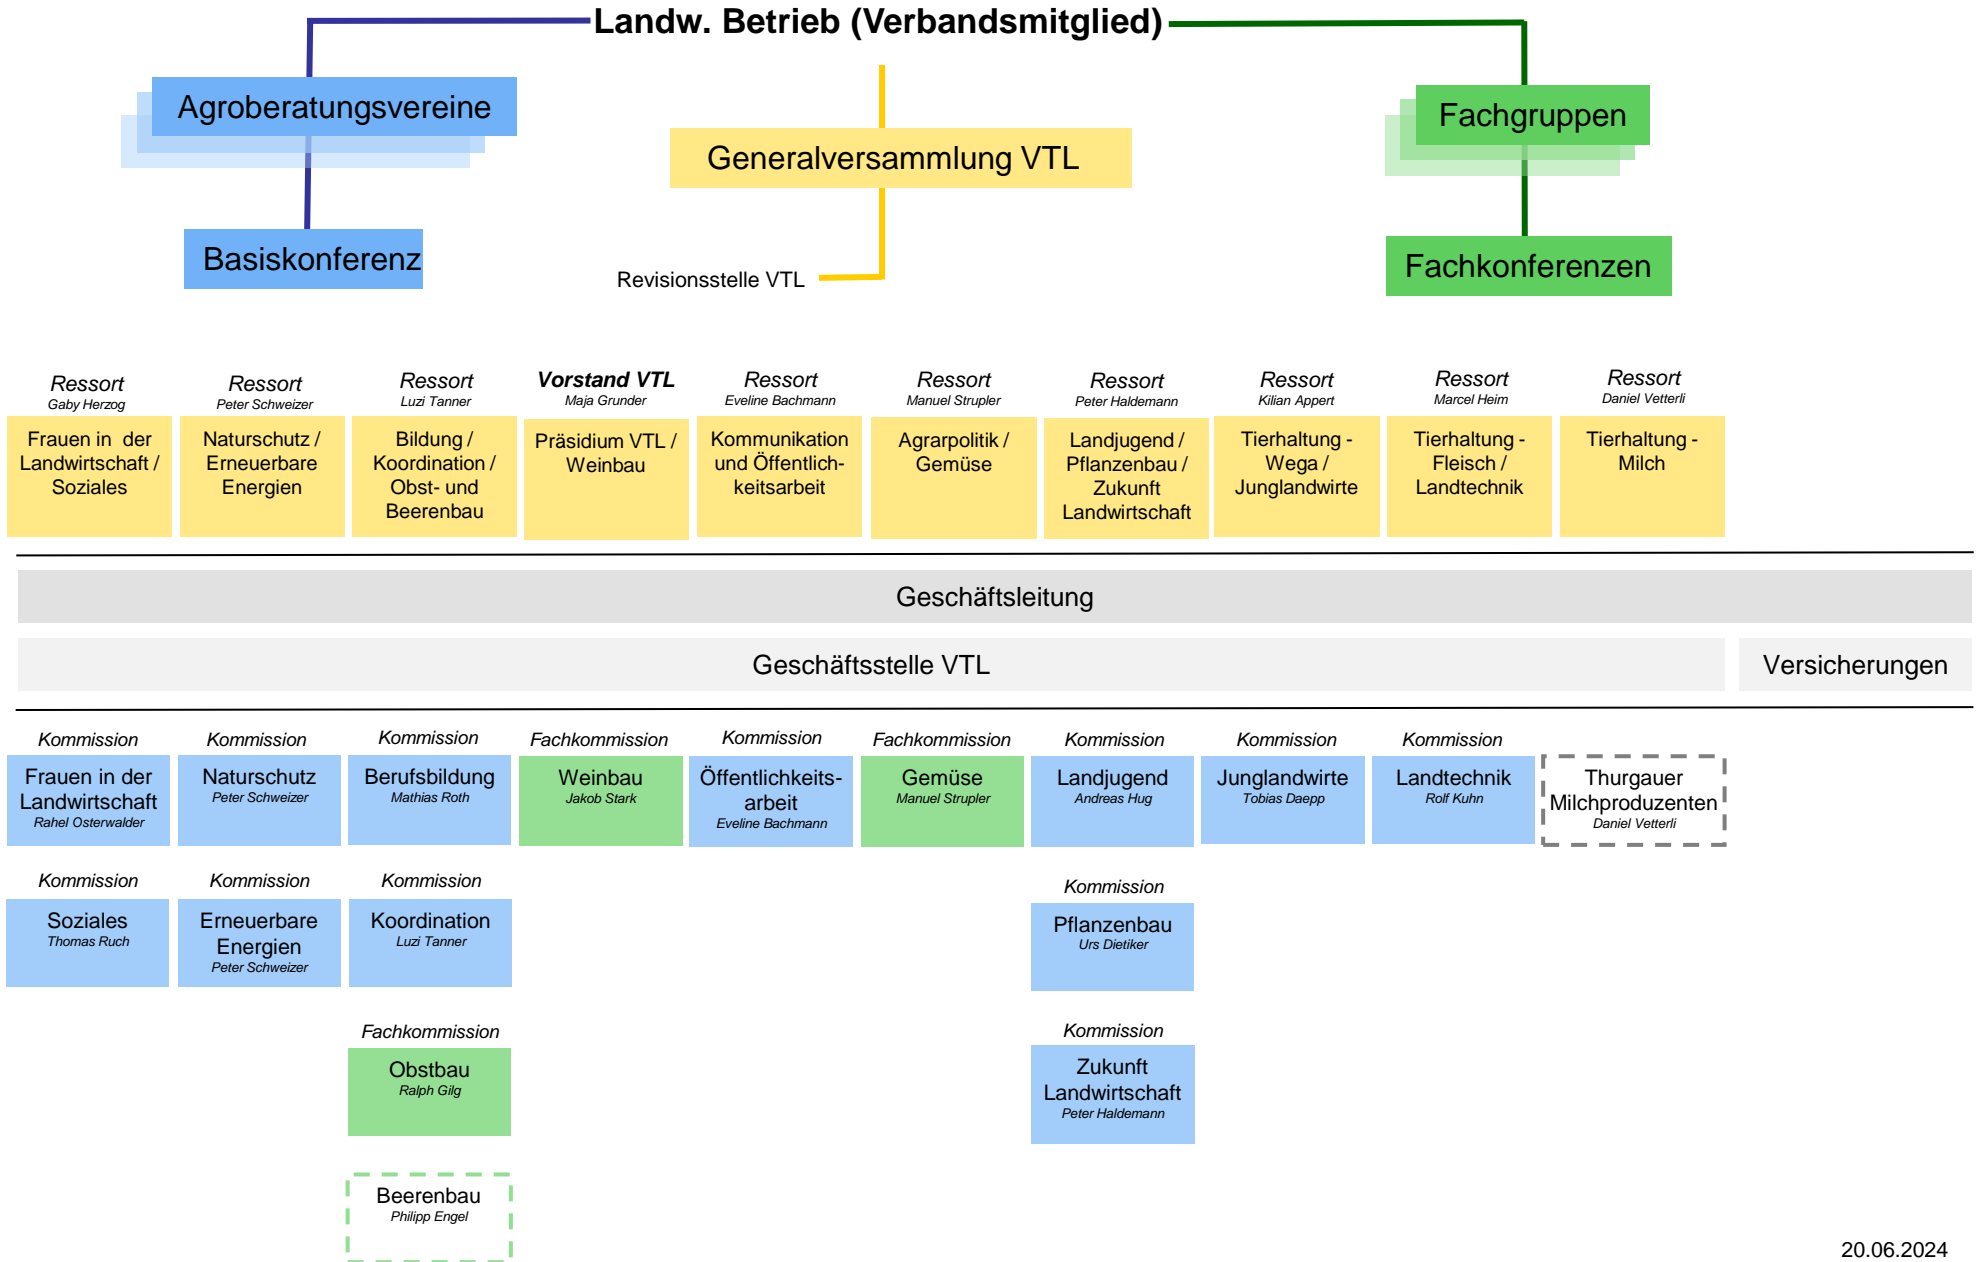 Landw. Betrieb (Verbandsmitglied)
Agroberatungsvereine
Generalversammlung VTL
Fachgruppen
Basiskonferenz
Revisionsstelle VTL
Fachkonferenzen
Ressort
Gaby Herzog
Frauen in der
Landwirtschaft /
Soziales
Ressort
Peter Schweizer
Naturschutz /
Erneuerbare
Energien
Ressort
Luzi Tanner
Bildung /
Koordination /
Obst- und
Beerenbau
Vorstand VTL
Maja Grunder
Präsidium VTL /
Weinbau
Ressort
Eveline Bachmann
Kommunikation
und Öffentlich-
keitsarbeit
Ressort
Manuel Strupler
Agrarpolitik /
Gemüse
Ressort
Peter Haldemann
Landjugend /
Pflanzenbau /
Zukunft
Landwirtschaft
Ressort
Kilian Appert
Tierhaltung -
Wega /
Junglandwirte
Ressort
Marcel Heim
Tierhaltung -
Fleisch /
Landtechnik
Ressort
Daniel Vetterli
Tierhaltung -
Milch
Geschäftsleitung
Geschäftsstelle VTL
Versicherungen
Kommission
Frauen in der
Landwirtschaft
Rahel Osterwalder
Kommission
Naturschutz
Peter Schweizer
Kommission
Berufsbildung
Mathias Roth
Fachkommission
Weinbau
Jakob Stark
Kommission
Öffentlichkeits-
arbeit
Eveline Bachmann
Fachkommission
Gemüse
Manuel Strupler
Kommission
Landjugend
Andreas Hug
Kommission
Junglandwirte
Tobias Daepp
Kommission
Landtechnik
Rolf Kuhn
Thurgauer
Milchproduzenten
Daniel Vetterli
Kommission
Soziales
Thomas Ruch
Kommission
Erneuerbare
Energien
Peter Schweizer
Kommission
Koordination
Luzi Tanner
Kommission
Pflanzenbau
Urs Dietiker
Fachkommission
Obstbau
Ralph Gilg
Kommission
Zukunft
Landwirtschaft
Peter Haldemann
Beerenbau
Philipp Engel
20.06.2024